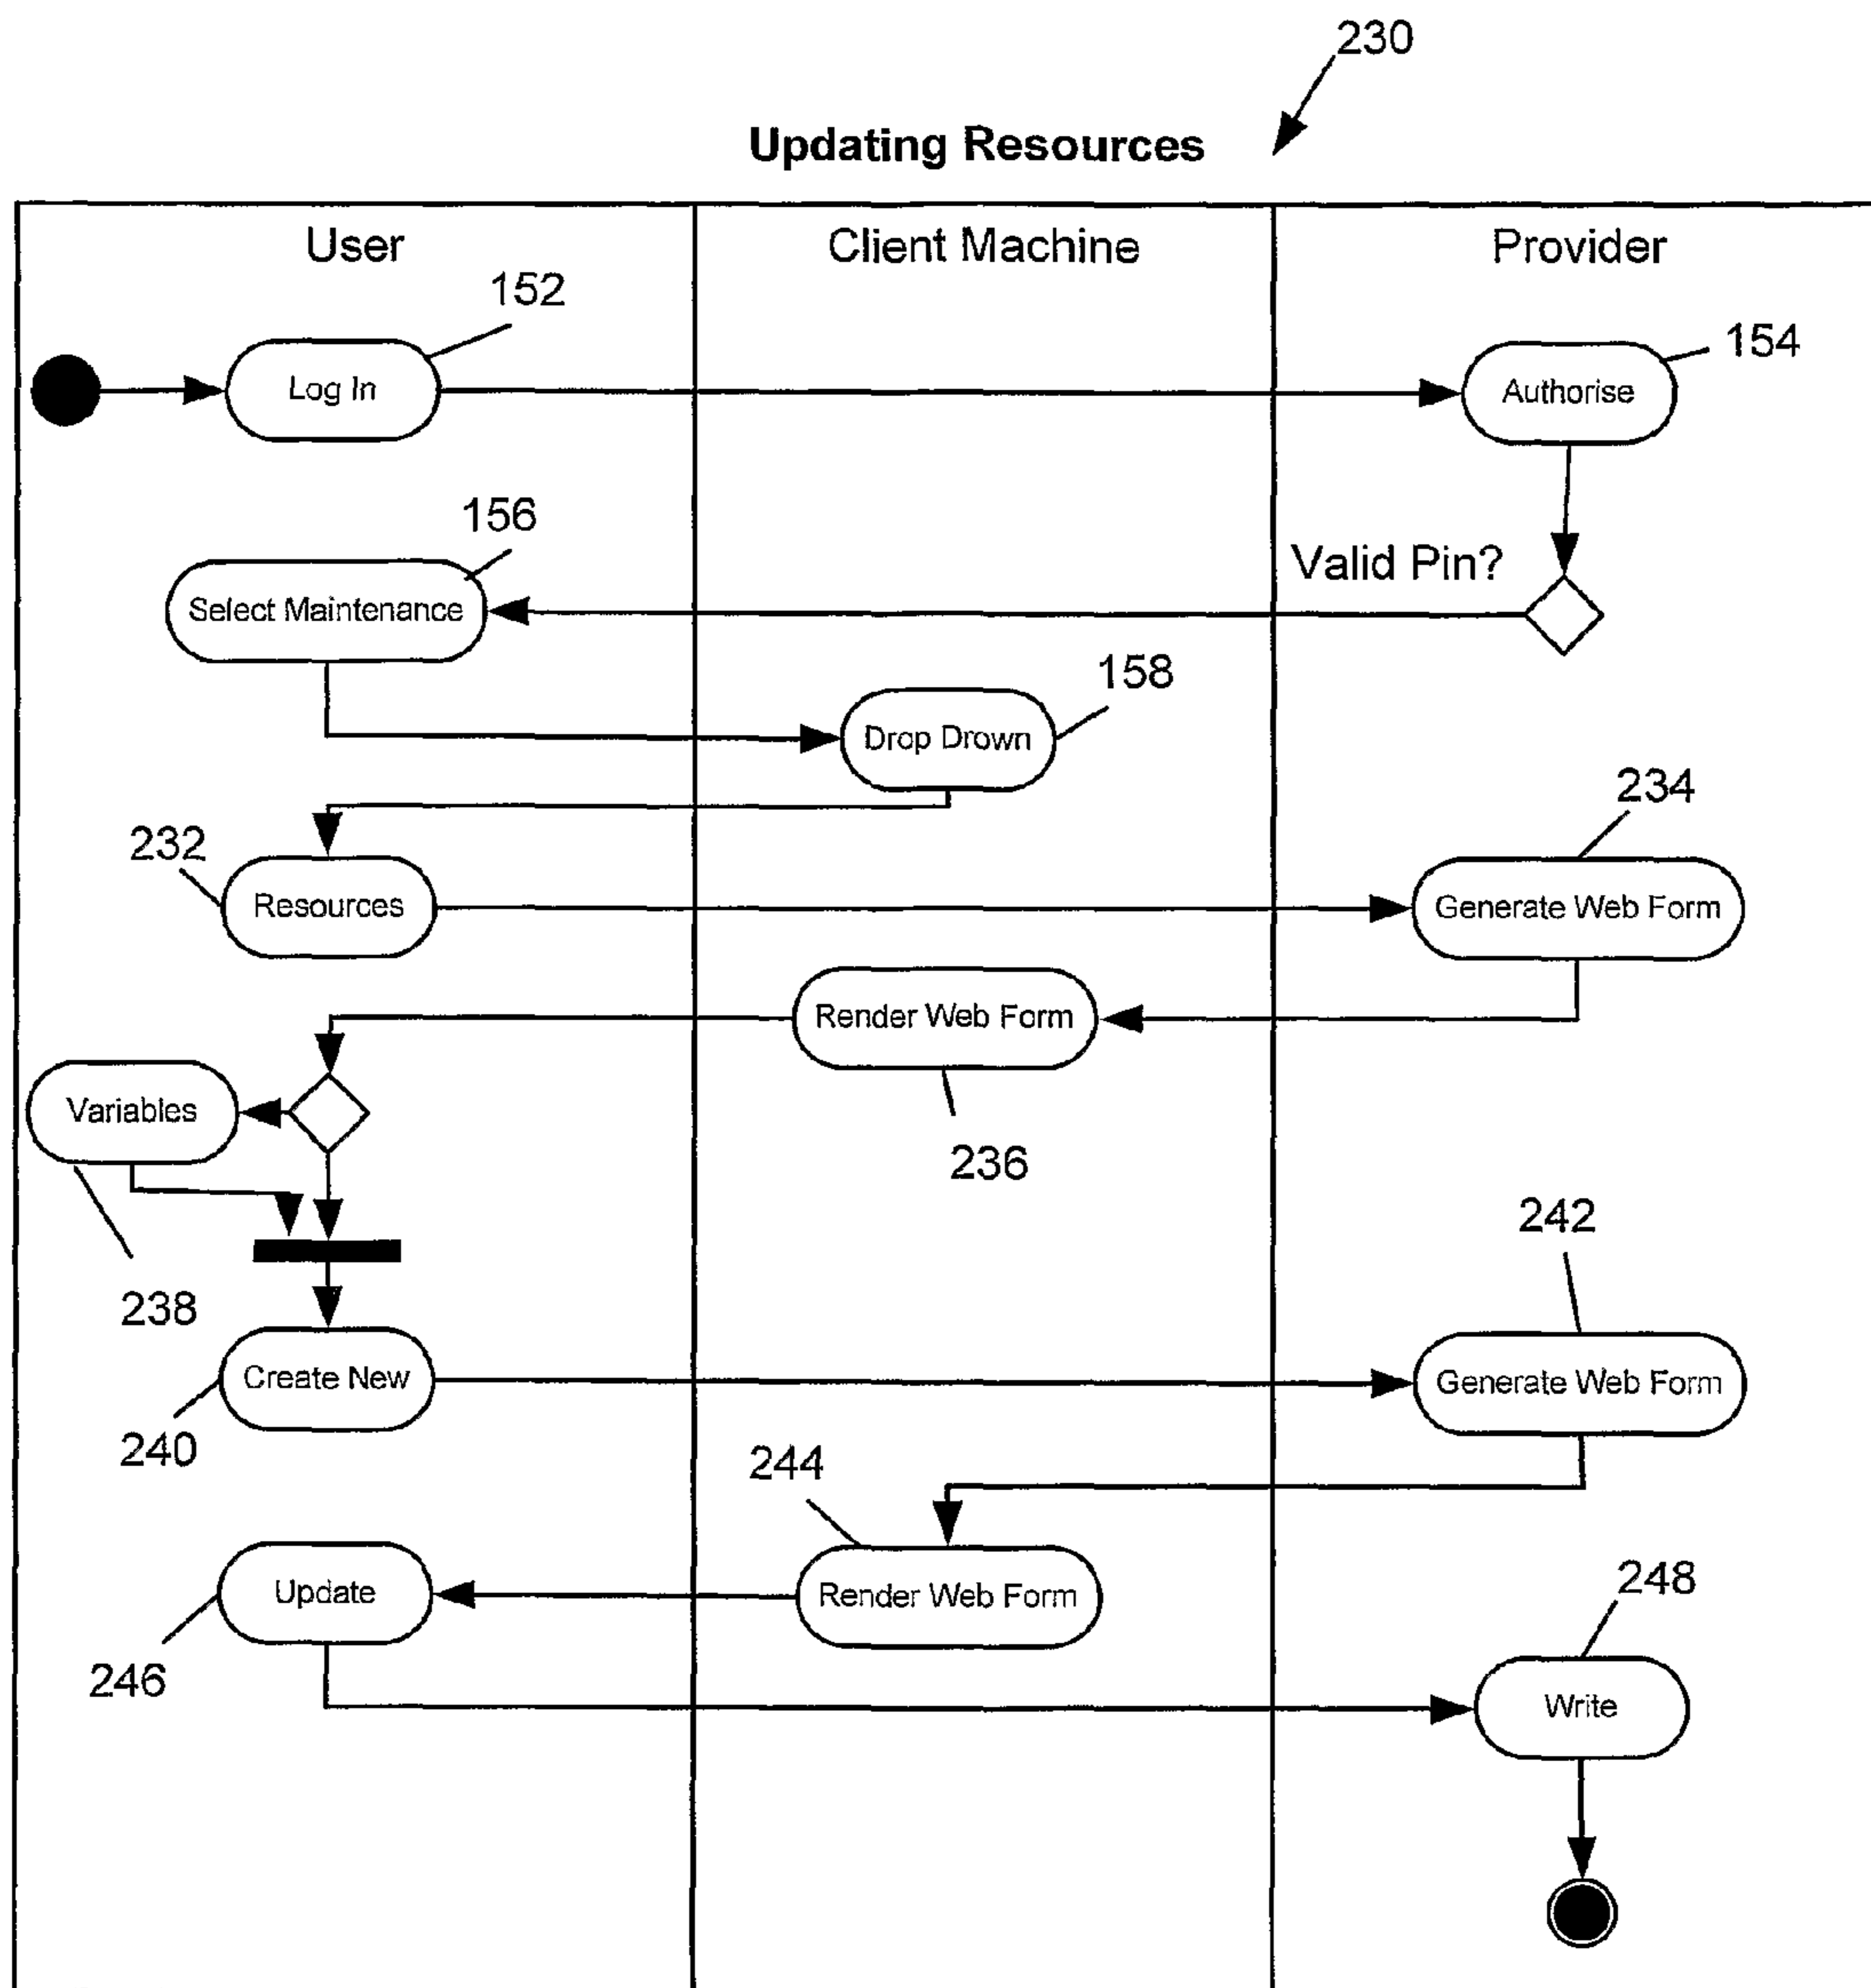 230
Updating Resources
User
Client Machine
Provider
152
154
Log In
Authorise
156
Valid Pin?
Select Maintenance
158
Drop Drown
234
232
Resources
Generate Web Form
Render Web Form
Variables
236
242
238
Create New
Generate Web Form
240
244
Update
Render Web Form
248
246
Write